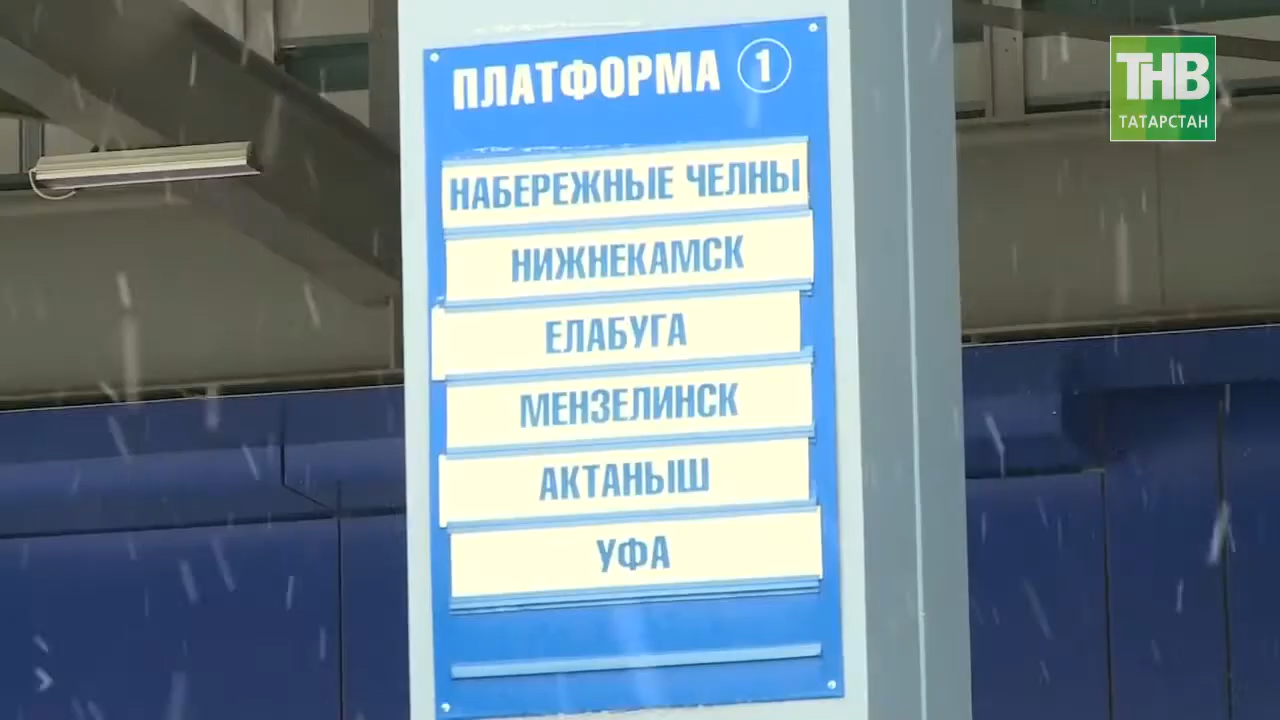 ПЛАТФОРМА 1
НАБЕРЕЖНЫЕ ЧЕЛНЫ
НИЖНЕКАМСК
ЕЛАБУГА
МЕНЗЕЛИНСК
АКТАНЫШ
УФА
ТНВ
ТАТАРСТАН